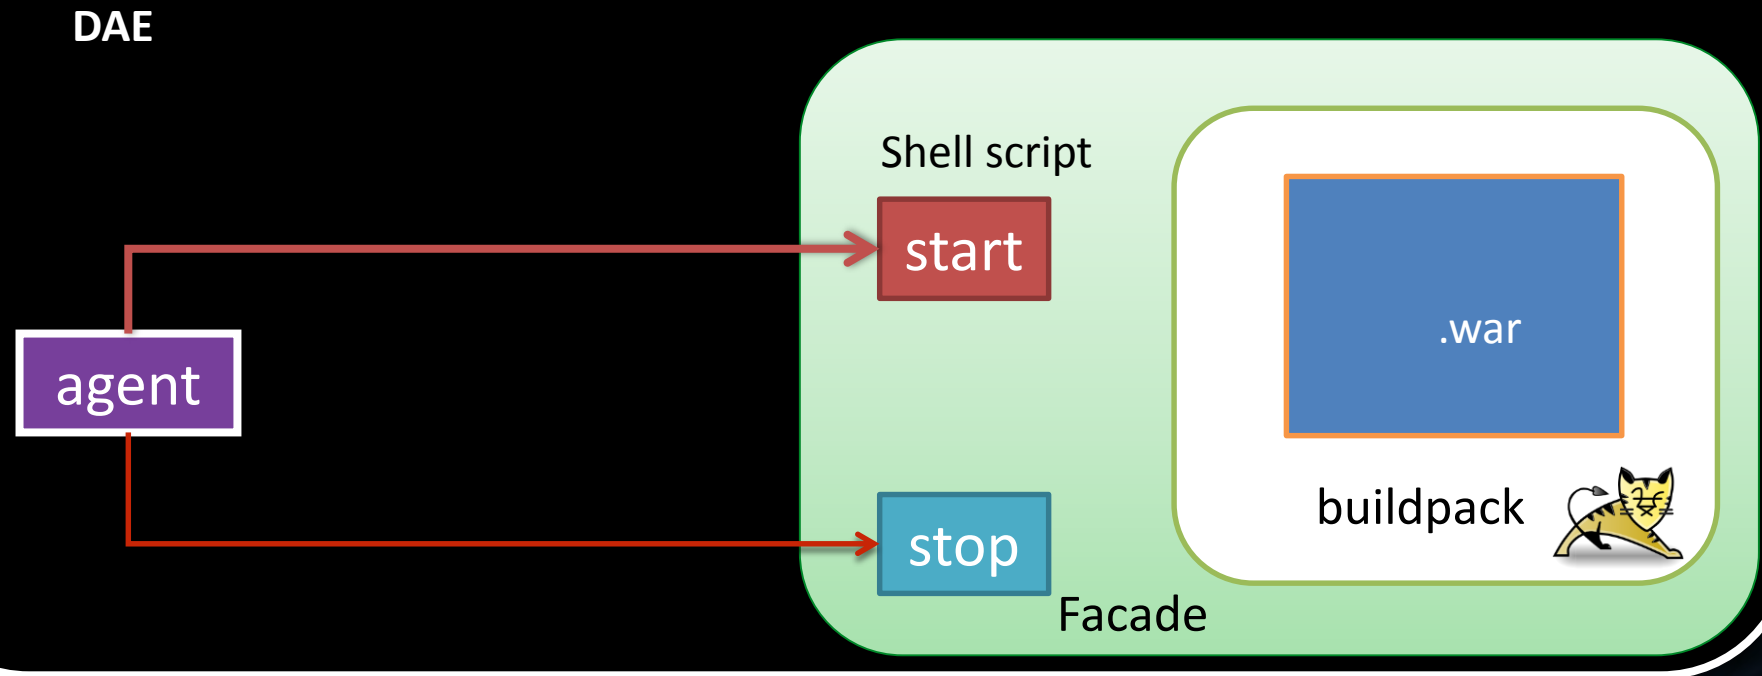 DAE
Shell script
start
.war
agent
buildpack
stop
Facade